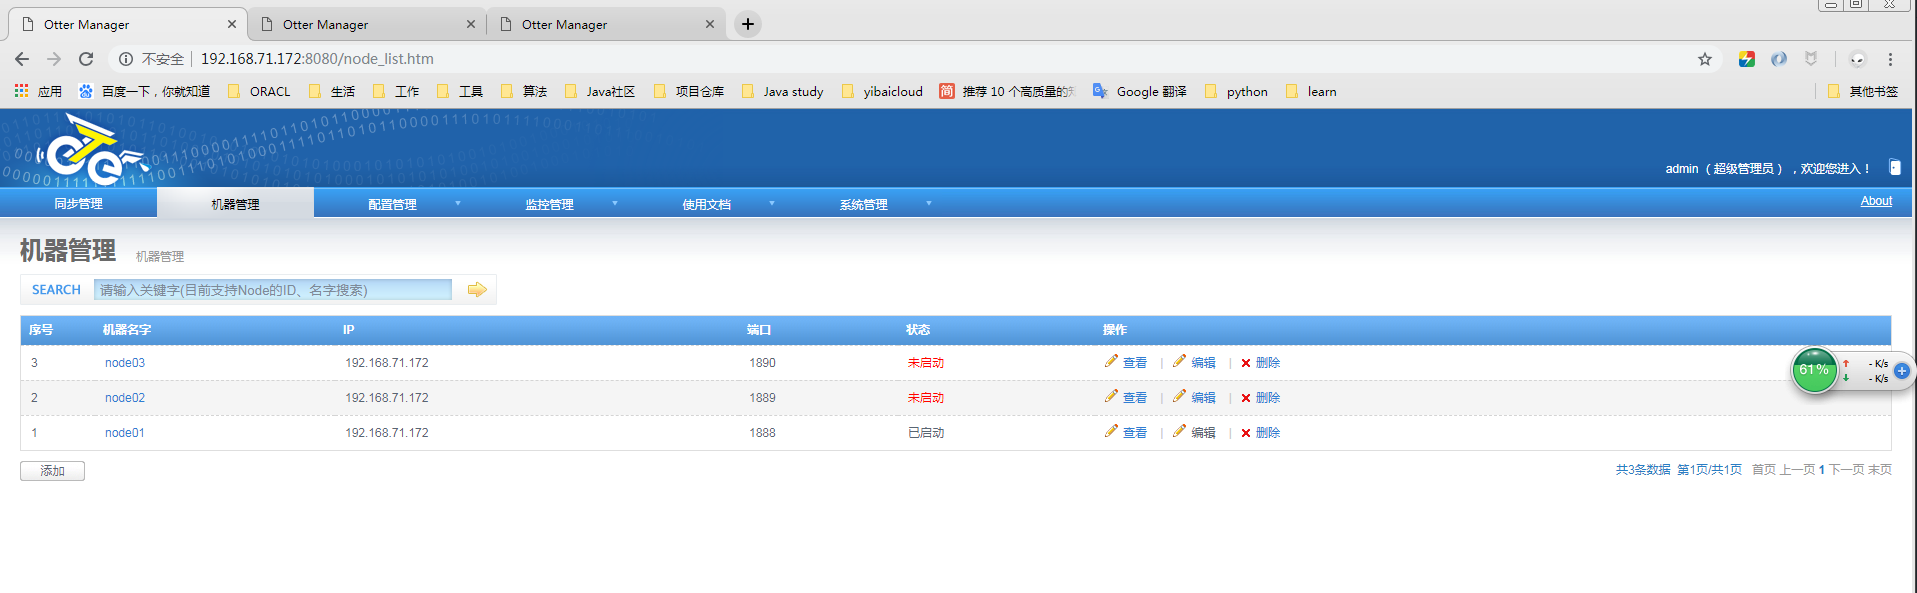 Otter Manager
Otter Manager
Otter Manager
不安全 192.168.71.172:8080/node_list.htm
应用 百度一下，你就知道 ORACL 生活 工作 工具 算法 Java社区 项目仓库 Java study yibaicloud 简 推荐 10 个高质量的 Google 翻译 python learn 其他书签
admin （超级管理员），欢迎您进入！
同步管理 机器管理 配置管理 监控管理 使用文档 系统管理 About
机器管理 机器管理
SEARCH 请输入关键字(目前支持Node的ID、名字搜索)
序号 机器名字 IP 端口 状态 操作
3 node03 192.168.71.172 1890 未启动 查看 | 编辑 | 删除
2 node02 192.168.71.172 1889 未启动 查看 | 编辑 | 删除
1 node01 192.168.71.172 1888 已启动 查看 | 编辑 | 删除
61% - K/s
- K/s
添加 共3条数据 第1页/共1页 首页 上一页 1 下一页 末页